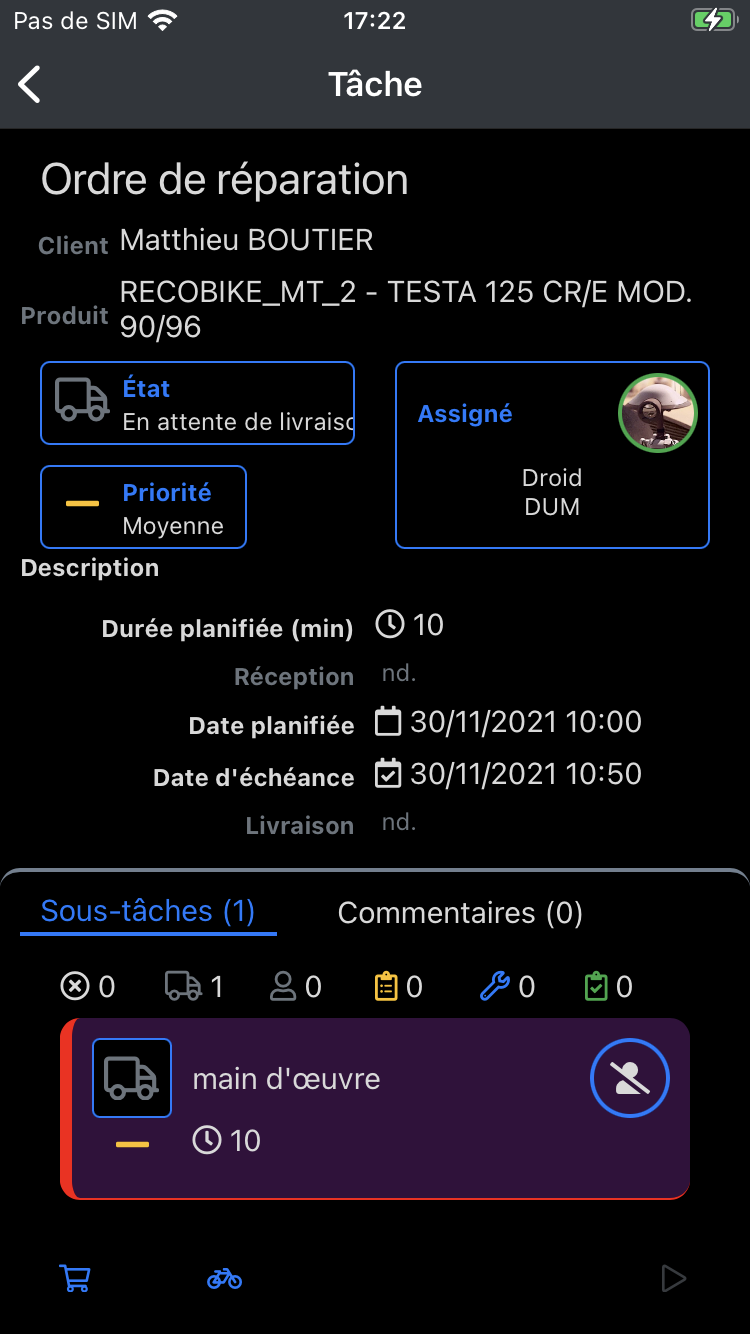 Pas de SIM 17:22
Tâche
Ordre de réparation
Client Matthieu BOUTIER
Produit RECOBIKE_MT_2 - TESTA 125 CR/E MOD.
90/96
État
En attente de livraiso
Assigné
Droid
DUM
Priorité
Moyenne
Description
Durée planifiée (min) 10
Réception nd.
Date planifiée 30/11/2021 10:00
Date d'échéance 30/11/2021 10:50
Livraison nd.
Sous-tâches (1) Commentaires (0)
0 1 0 0 0 0
main d'œuvre
10